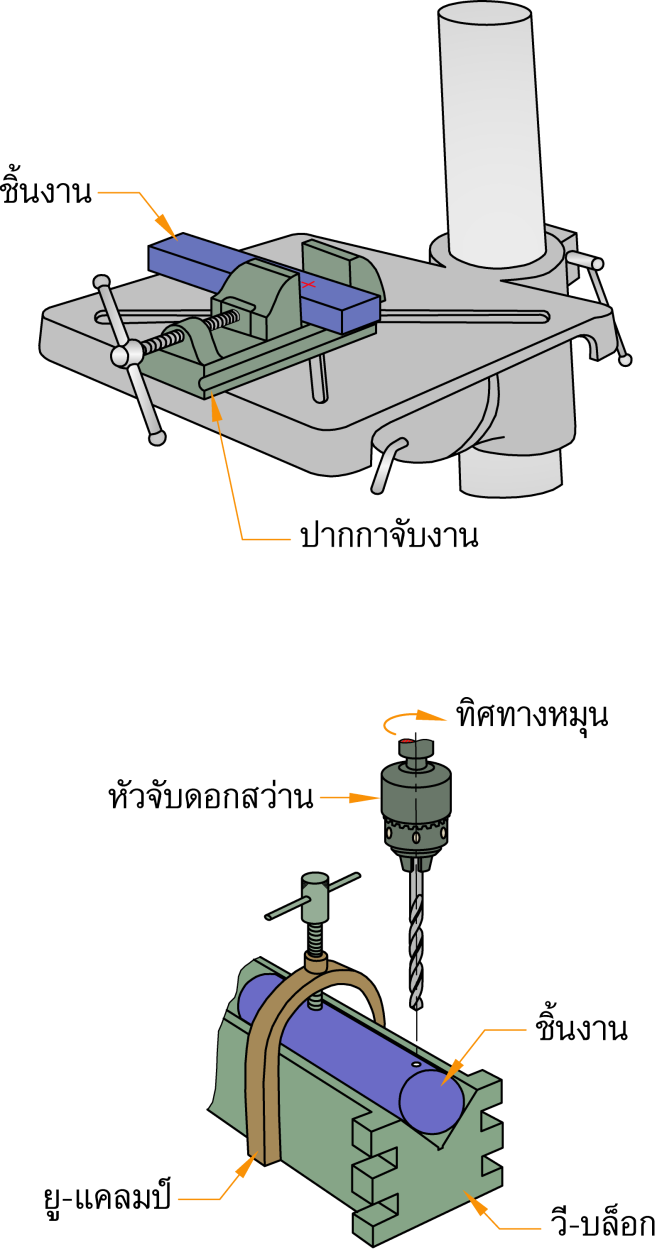 ชิ้นงาน
ปากกาจับงาน
ทิศทางหมุน
หัวจับดอกสว่าน
ชิ้นงาน
ยู-แคลมป์
วี-บล็อก